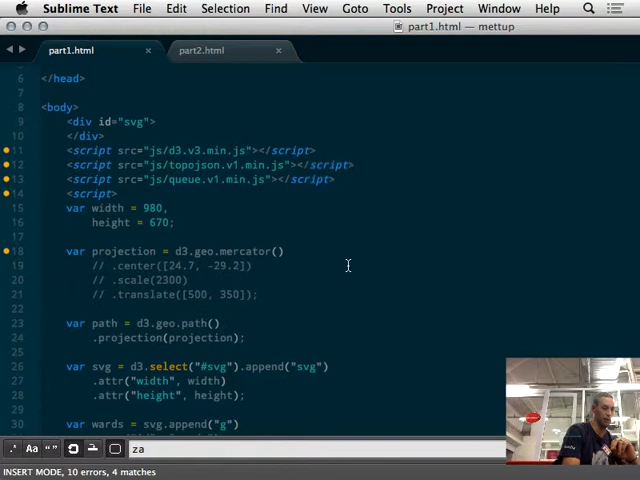 Sublime Text File Edit Selection Find View Goto Tools Project Window Help
part1.html — mettup
part1.html × part2.html ×
6 </head>
7
8 <body>
9 <div id="svg">
10 </div>
11 <script src="js/d3.v3.min.js"></script>
12 <script src="js/topojson.v1.min.js"></script>
13 <script src="js/queue.v1.min.js"></script>
14 <script>
15 var width = 980,
16 height = 670;
17
18 var projection = d3.geo.mercator()
19 // .center([24.7, -29.2])
20 // .scale(2300)
21 // .translate([500, 350]);
22
23 var path = d3.geo.path()
24 .projection(projection);
25
26 var svg = d3.select("#svg").append("svg")
27 .attr("width", width)
28 .attr("height", height);
29
30 var wards = svg.append("g")
.* Aa “” za
INSERT MODE, 10 errors, 4 matches